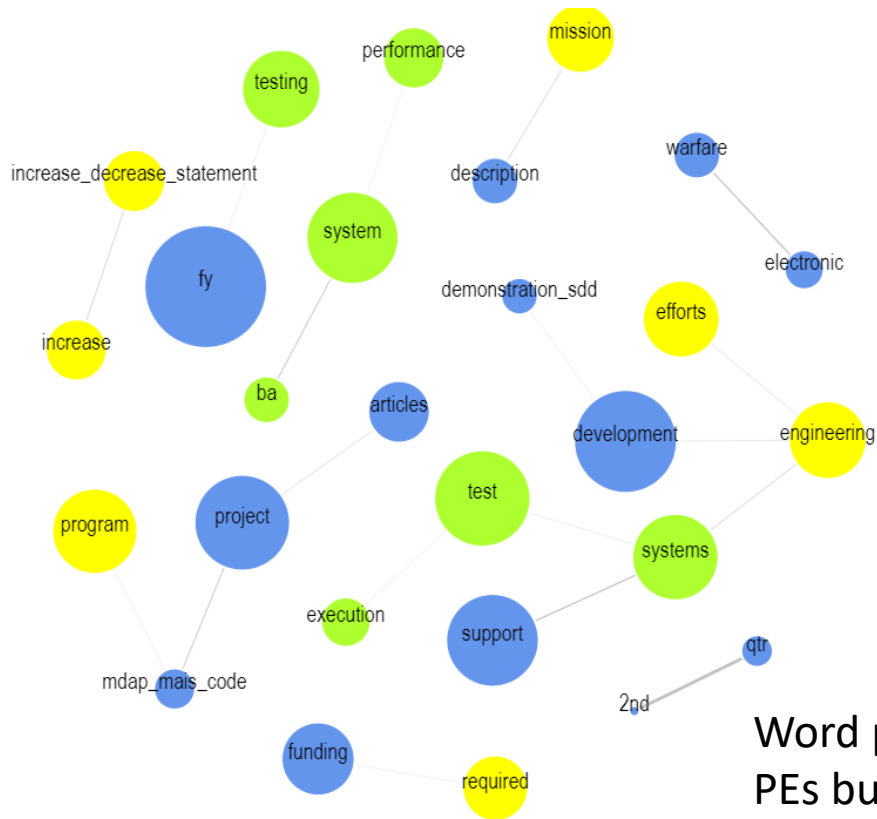 mission
performance
testing
warfare
increase_decrease_statement
description
system
electronic
fy
demonstration_sdd
efforts
increase
ba
articles
development
engineering
test
project
program
systems
execution
support
qtr
mdap_mais_code
2nd
Word
funding
required
PEs